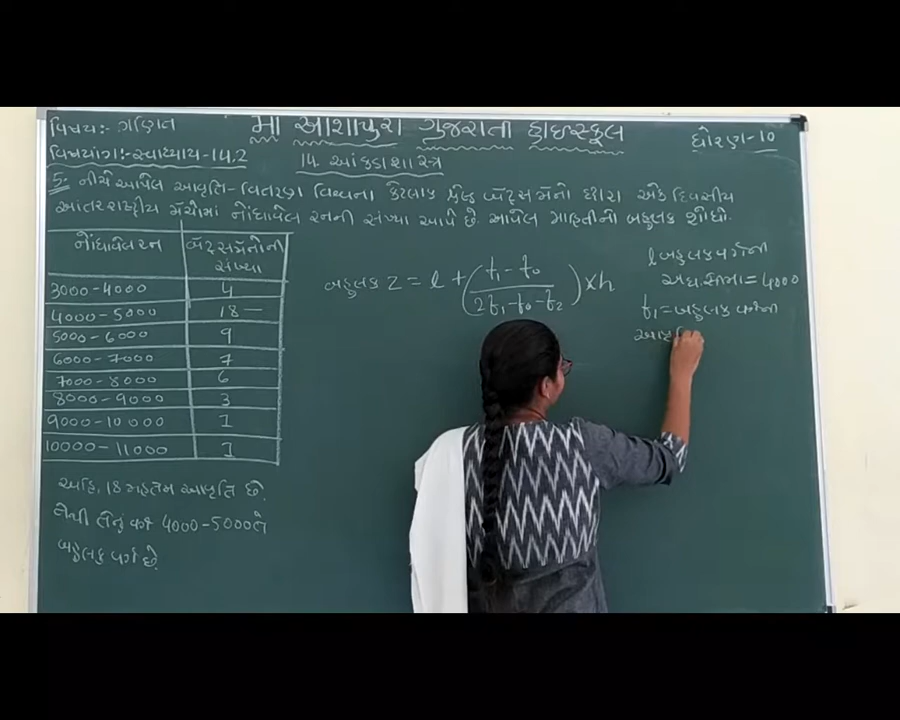 વિષય:- ગણિત
મા આશાપુરા ગુજરાતી હાઇસ્કૂલ
ધોરણ-10
વિષયાંગ:-સ્વાધ્યાય-14.2
14. આંકડાશાસ્ત્ર
5. નીચે આપેલ આવૃત્તિ-વિતરણ વિશ્વના કેટલાક શ્રેષ્ઠ બૅટ્સમૅનો દ્વારા એક દિવસીય
આંતરરાષ્ટ્રીય મૅચોમાં નોંધાયેલ રનની સંખ્યા આપે છે. આપેલ માહિતીનો બહુલક શોધો.
નોંધાયેલ રન બૅટ્સમૅનોની
સંખ્યા
3000-4000 4
4000-5000 18
5000-6000 9
6000-7000 7
7000-8000 6
8000-9000 3
9000-10000 1
10000-11000 1
અહિ, 18 મહત્તમ આવૃત્તિ છે.
તેથી તેનું વર્ગ 4000-5000 તે
બહુલક વર્ગ છે.
બહુલક Z = l + (f₁ - f₀ / 2f₁ - f₀ - f₂) × h
l બહુલક વર્ગની
અધ:સીમા = 4000
f₁ = બહુલક વર્ગની